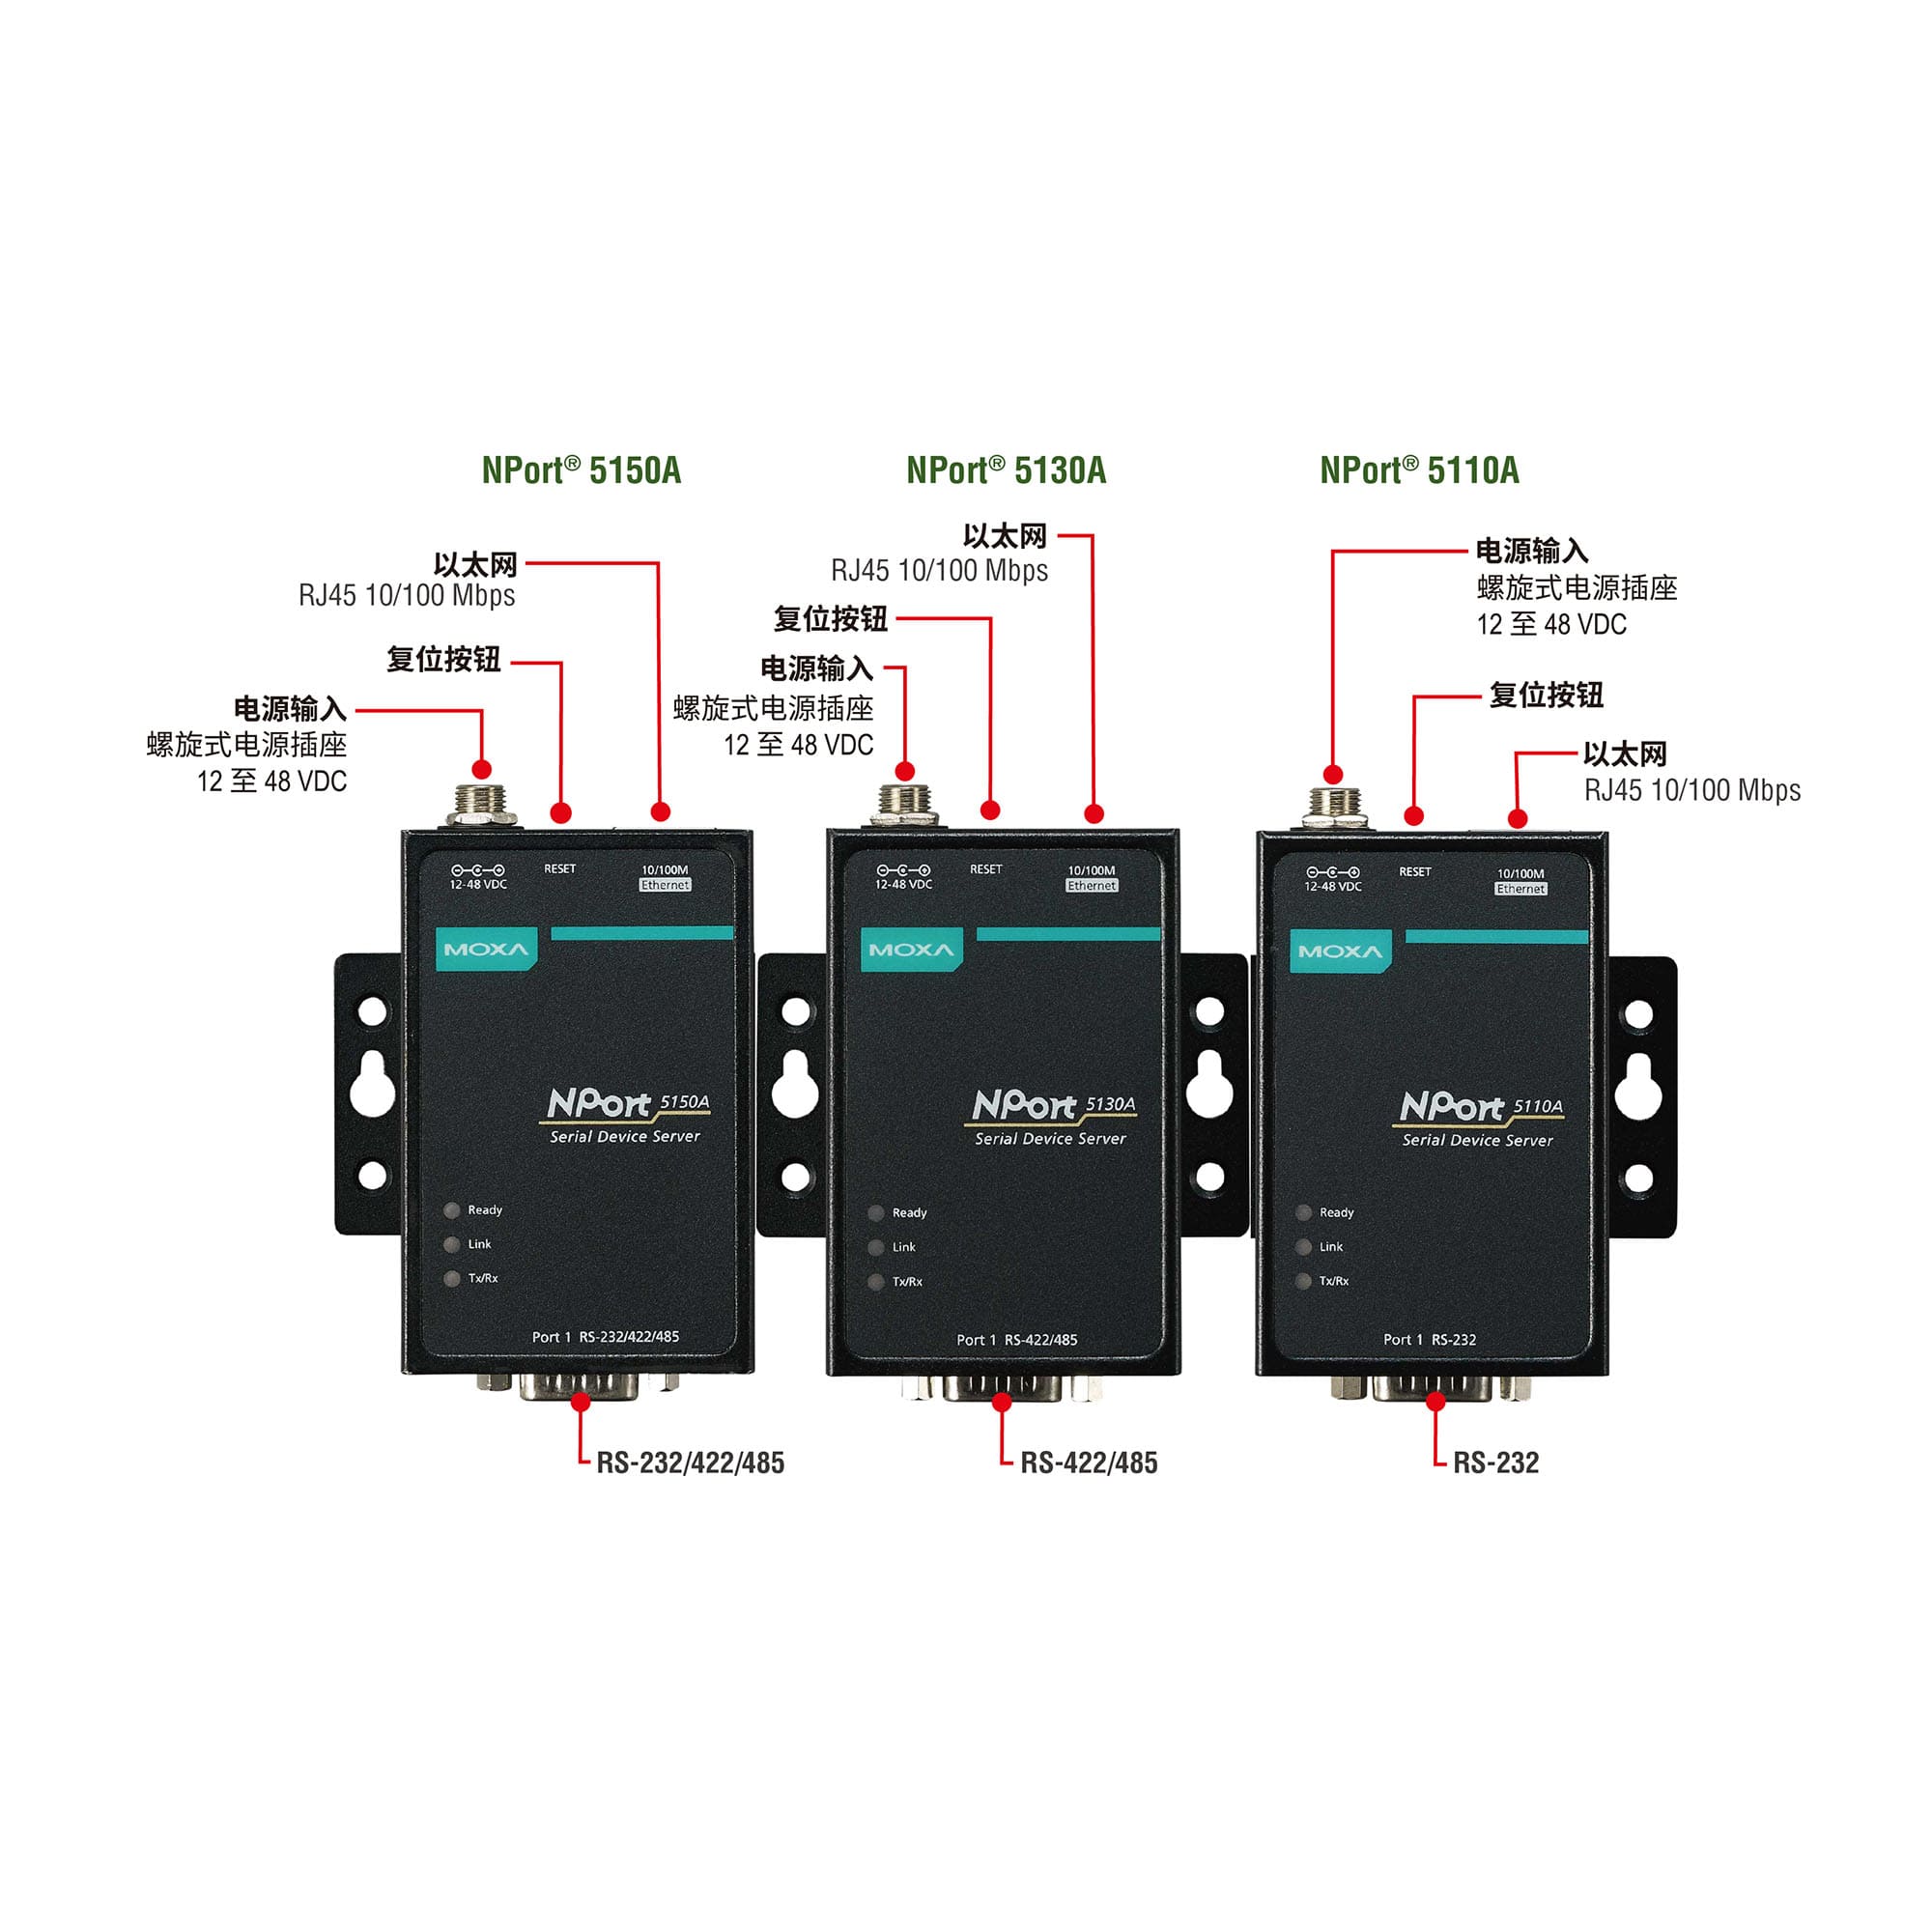 NPort® 5150A
以太网
RJ45 10/100 Mbps
复位按钮
电源输入
螺旋式电源插座
12 至 48 VDC
12-48 VDC
RESET
10/100M
Ethernet
MOXA
NPort 5150A
Serial Device Server
Ready
Link
Tx/Rx
Port 1 RS-232/422/485
RS-232/422/485
NPort® 5130A
以太网
RJ45 10/100 Mbps
复位按钮
电源输入
螺旋式电源插座
12 至 48 VDC
12-48 VDC
RESET
10/100M
Ethernet
MOXA
NPort 5130A
Serial Device Server
Ready
Link
Tx/Rx
Port 1 RS-422/485
RS-422/485
NPort® 5110A
电源输入
螺旋式电源插座
12 至 48 VDC
复位按钮
以太网
RJ45 10/100 Mbps
12-48 VDC
RESET
10/100M
Ethernet
MOXA
NPort 5110A
Serial Device Server
Ready
Link
Tx/Rx
Port 1 RS-232
RS-232